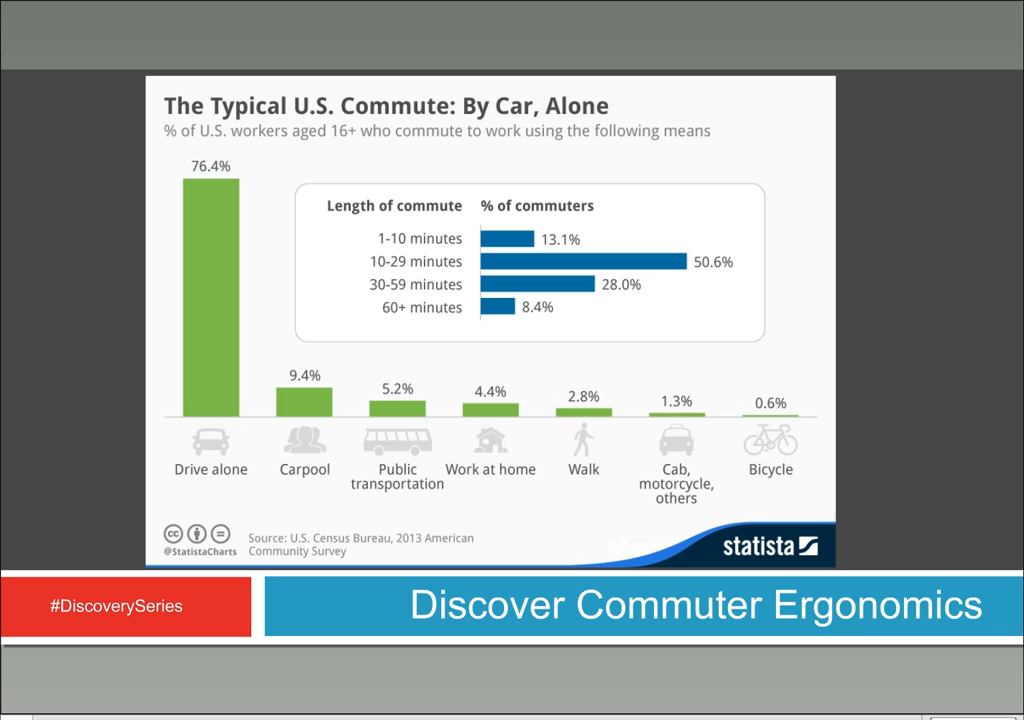 The Typical U.S. Commute: By Car, Alone
% of U.S. workers aged 16+ who commute to work using the following means
76.4%
Length of commute % of commuters
1-10 minutes 13.1%
10-29 minutes 50.6%
30-59 minutes 28.0%
60+ minutes 8.4%
9.4%
5.2%
4.4%
2.8%
1.3%
0.6%
Drive alone
Carpool
Public
transportation
Work at home
Walk
Cab,
motorcycle,
others
Bicycle
cc
@StatistaCharts
Source: U.S. Census Bureau, 2013 American
Community Survey
statista
#DiscoverySeries
Discover Commuter Ergonomics